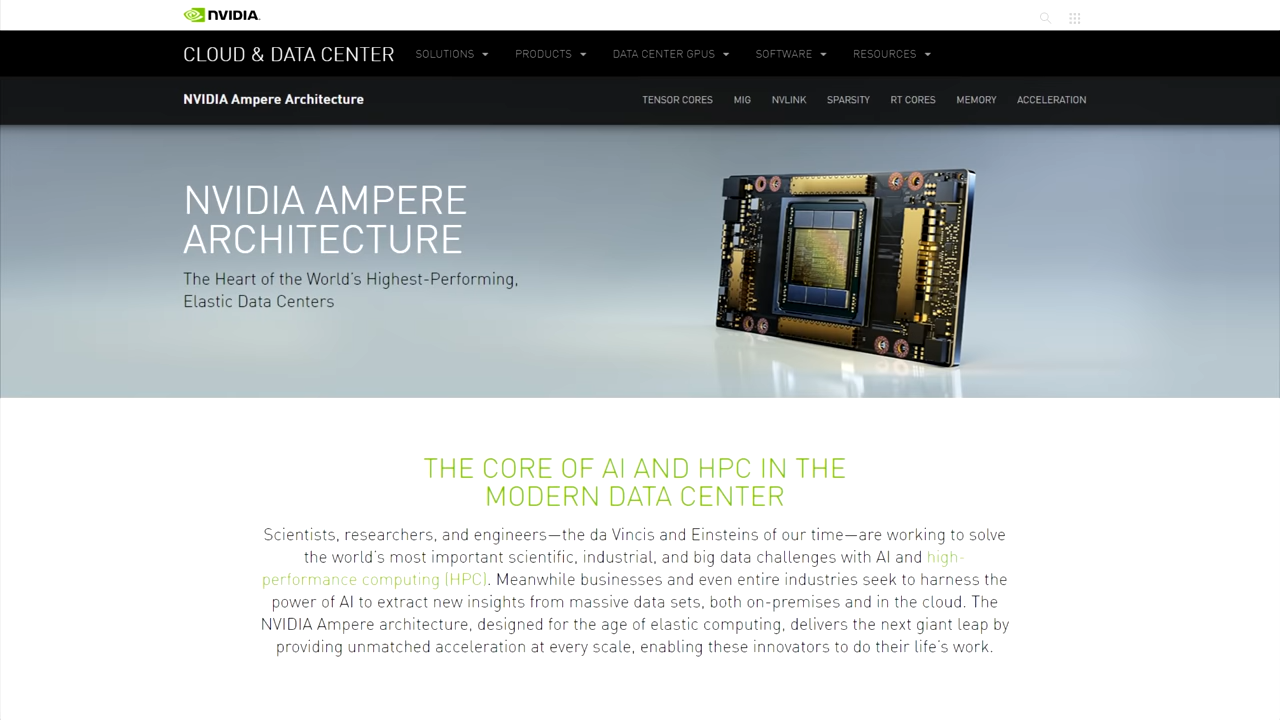 NVIDIA.
CLOUD & DATA CENTER SOLUTIONS PRODUCTS DATA CENTER GPUS SOFTWARE RESOURCES
NVIDIA Ampere Architecture TENSOR CORES MIG NVLINK SPARSITY RT CORES MEMORY ACCELERATION
NVIDIA AMPERE
ARCHITECTURE
The Heart of the World's Highest-Performing,
Elastic Data Centers
THE CORE OF AI AND HPC IN THE
MODERN DATA CENTER
Scientists, researchers, and engineers—the da Vincis and Einsteins of our time—are working to solve
the world's most important scientific, industrial, and big data challenges with AI and high-
performance computing (HPC). Meanwhile businesses and even entire industries seek to harness the
power of AI to extract new insights from massive data sets, both on-premises and in the cloud. The
NVIDIA Ampere architecture, designed for the age of elastic computing, delivers the next giant leap by
providing unmatched acceleration at every scale, enabling these innovators to do their life's work.